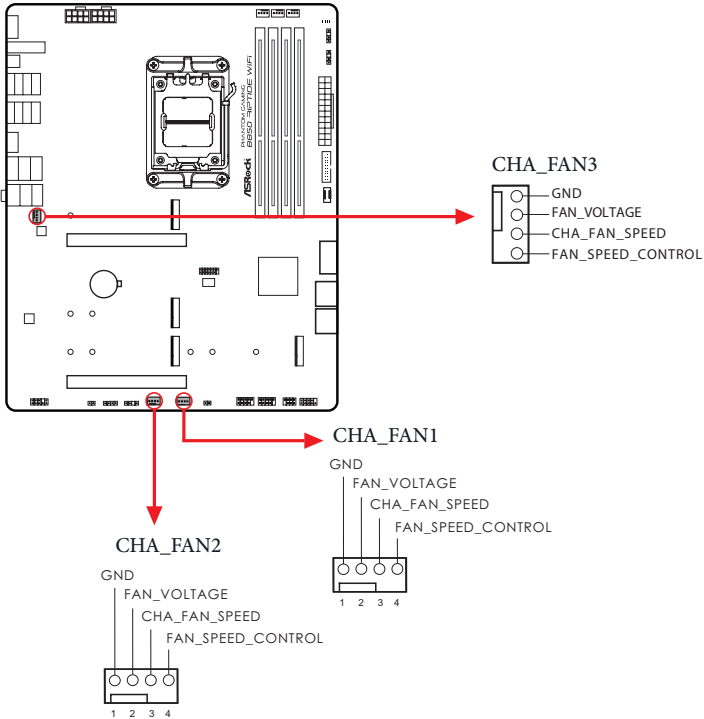 PHANTOM GAMING
B850 RIPTIDE WiFi
ASRock
CHA_FAN3
GND
FAN_VOLTAGE
CHA_FAN_SPEED
FAN_SPEED_CONTROL
CHA_FAN1
GND
FAN_VOLTAGE
CHA_FAN_SPEED
FAN_SPEED_CONTROL
1 2 3 4
CHA_FAN2
GND
FAN_VOLTAGE
CHA_FAN_SPEED
FAN_SPEED_CONTROL
1 2 3 4